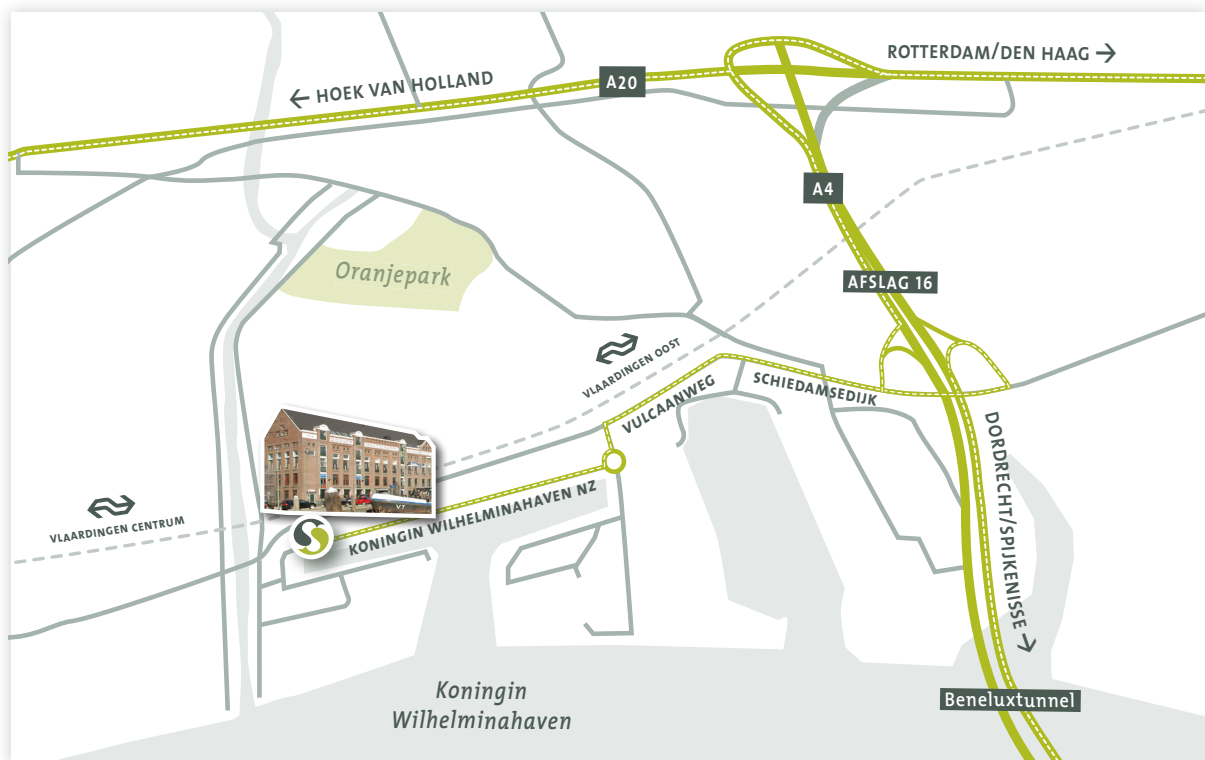 ROTTERDAM/DEN HAAG →
← HOEK VAN HOLLAND
A20
A4
Oranjepark
AFSLAG 16
VLAARDINGEN OOST
VULCAANWEG
SCHIEDAMSEDIJK
DORDRECHT/SPIJKENISSE →
KONINGIN WILHELMINAHAVEN NZ
VLAARDINGEN CENTRUM
Koningin
Wilhelminahaven
Beneluxtunnel